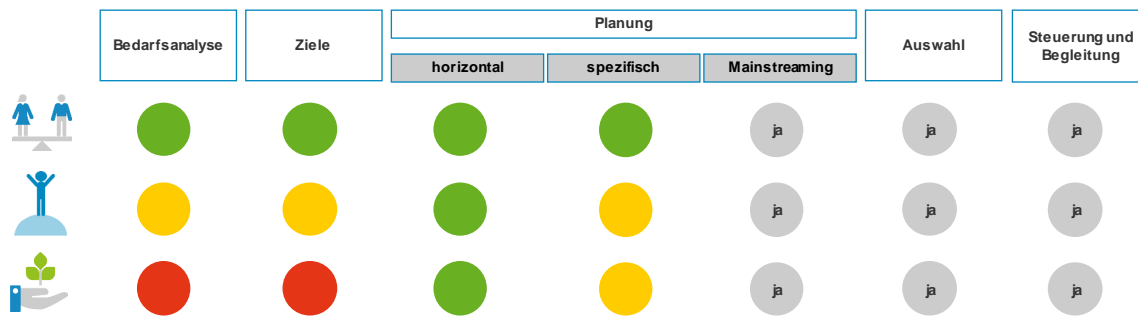 Planung
Bedarfsanalyse
Ziele
Auswahl
Steuerung und
Begleitung
horizontal
spezifisch
Mainstreaming
ja
ja
ja
ja
ja
ja
ja
ja
ja